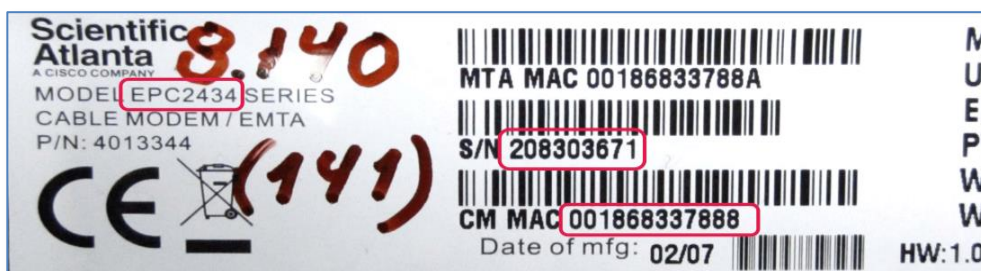 Scientific
Atlanta
A CISCO COMPANY
8.140
MODEL EPC2434 SERIES
CABLE MODEM / EMTA
P/N: 4013344
CE
(141)
MTA MAC 00186833788A
S/N 208303671
CM MAC 001868337888
Date of mfg: 02/07
M
U
E
P
W
W
HW:1.0